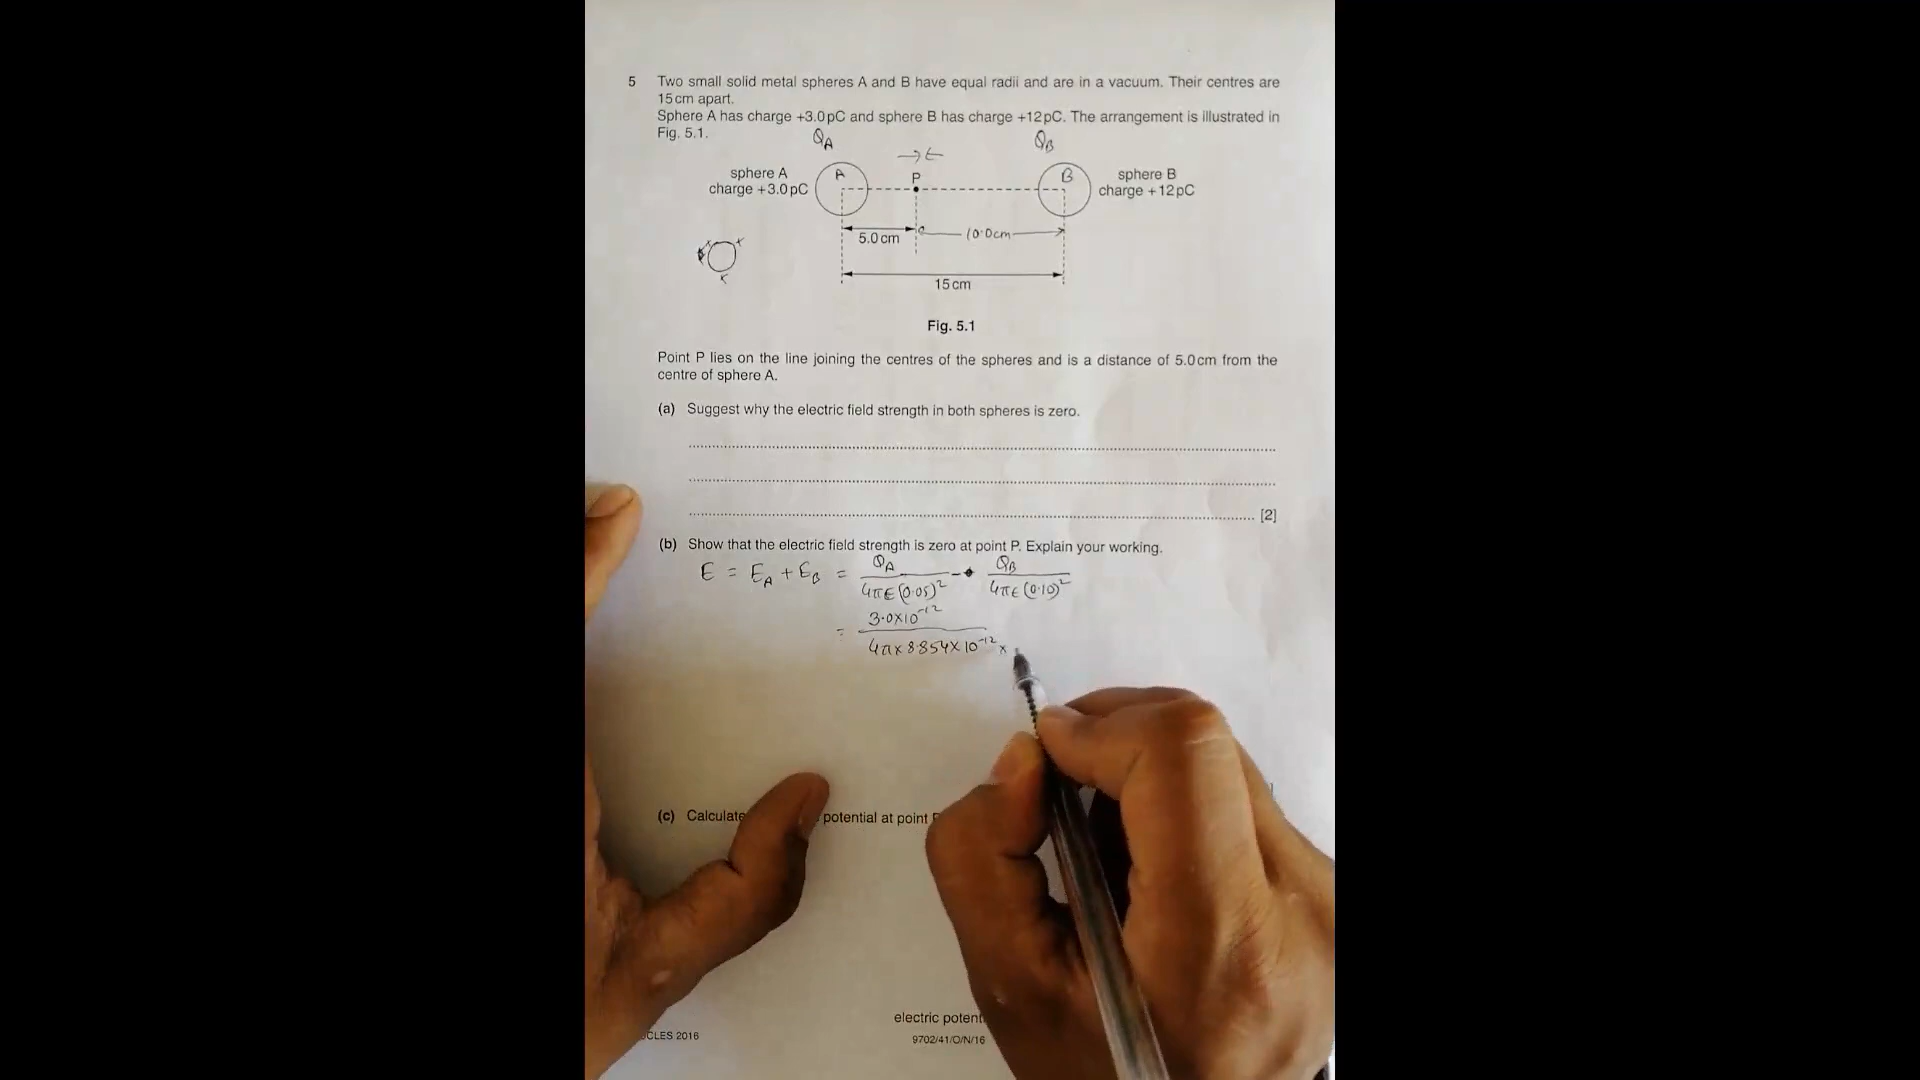 5 Two small solid metal spheres A and B have equal radii and are in a vacuum. Their centres are
15 cm apart.
Sphere A has charge +3.0 pC and sphere B has charge +12 pC. The arrangement is illustrated in
Fig. 5.1.
Q_A Q_B
sphere A
charge +3.0 pC
A
→←
P
B
sphere B
charge +12 pC
5.0 cm
10.0cm
15 cm
Fig. 5.1
Point P lies on the line joining the centres of the spheres and is a distance of 5.0 cm from the
centre of sphere A.
(a) Suggest why the electric field strength in both spheres is zero.
[2]
(b) Show that the electric field strength is zero at point P. Explain your working.
E = E_A + E_B = Q_A / 4πε(0.05)² - Q_B / 4πε(0.10)²
= 3.0×10⁻¹² / 4π×8.854×10⁻¹² ×
(c) Calculate potential at point
electric
CLES 2016
9702/41/O/N/16